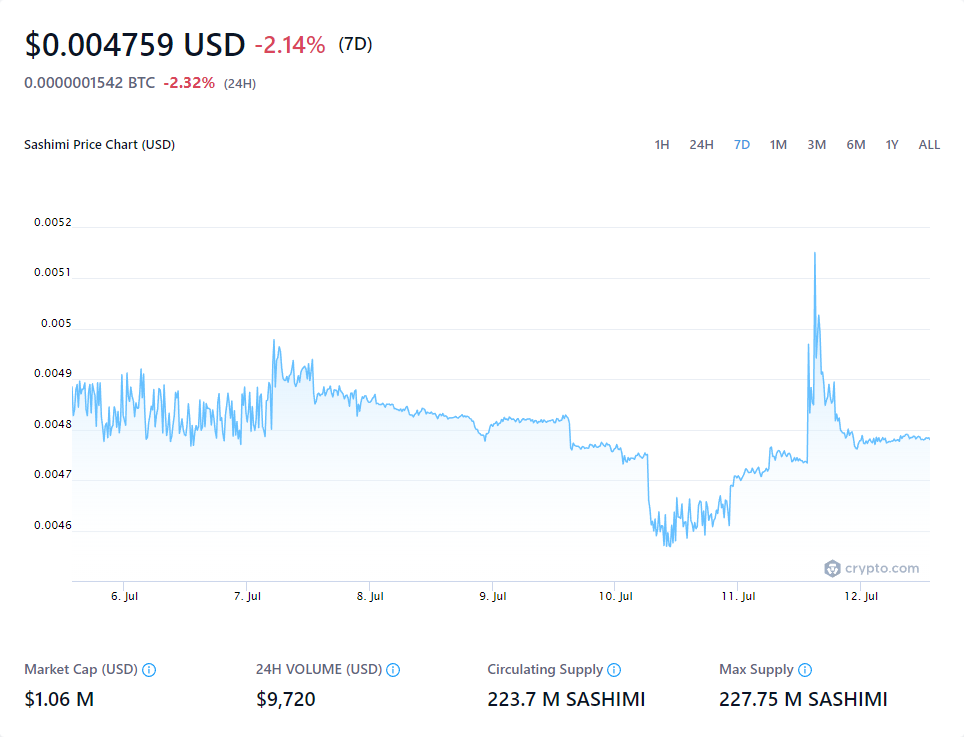 $0.004759 USD -2.14% (7D)
0.0000001542 BTC -2.32% (24H)
Sashimi Price Chart (USD)
1H 24H 7D 1M 3M 6M 1Y ALL
0.0052
0.0051
0.005
0.0049
0.0048
0.0047
0.0046
crypto.com
6. Jul 7. Jul 8. Jul 9. Jul 10. Jul 11. Jul 12. Jul
Market Cap (USD) 24H VOLUME (USD) Circulating Supply Max Supply
$1.06 M $9,720 223.7 M SASHIMI 227.75 M SASHIMI